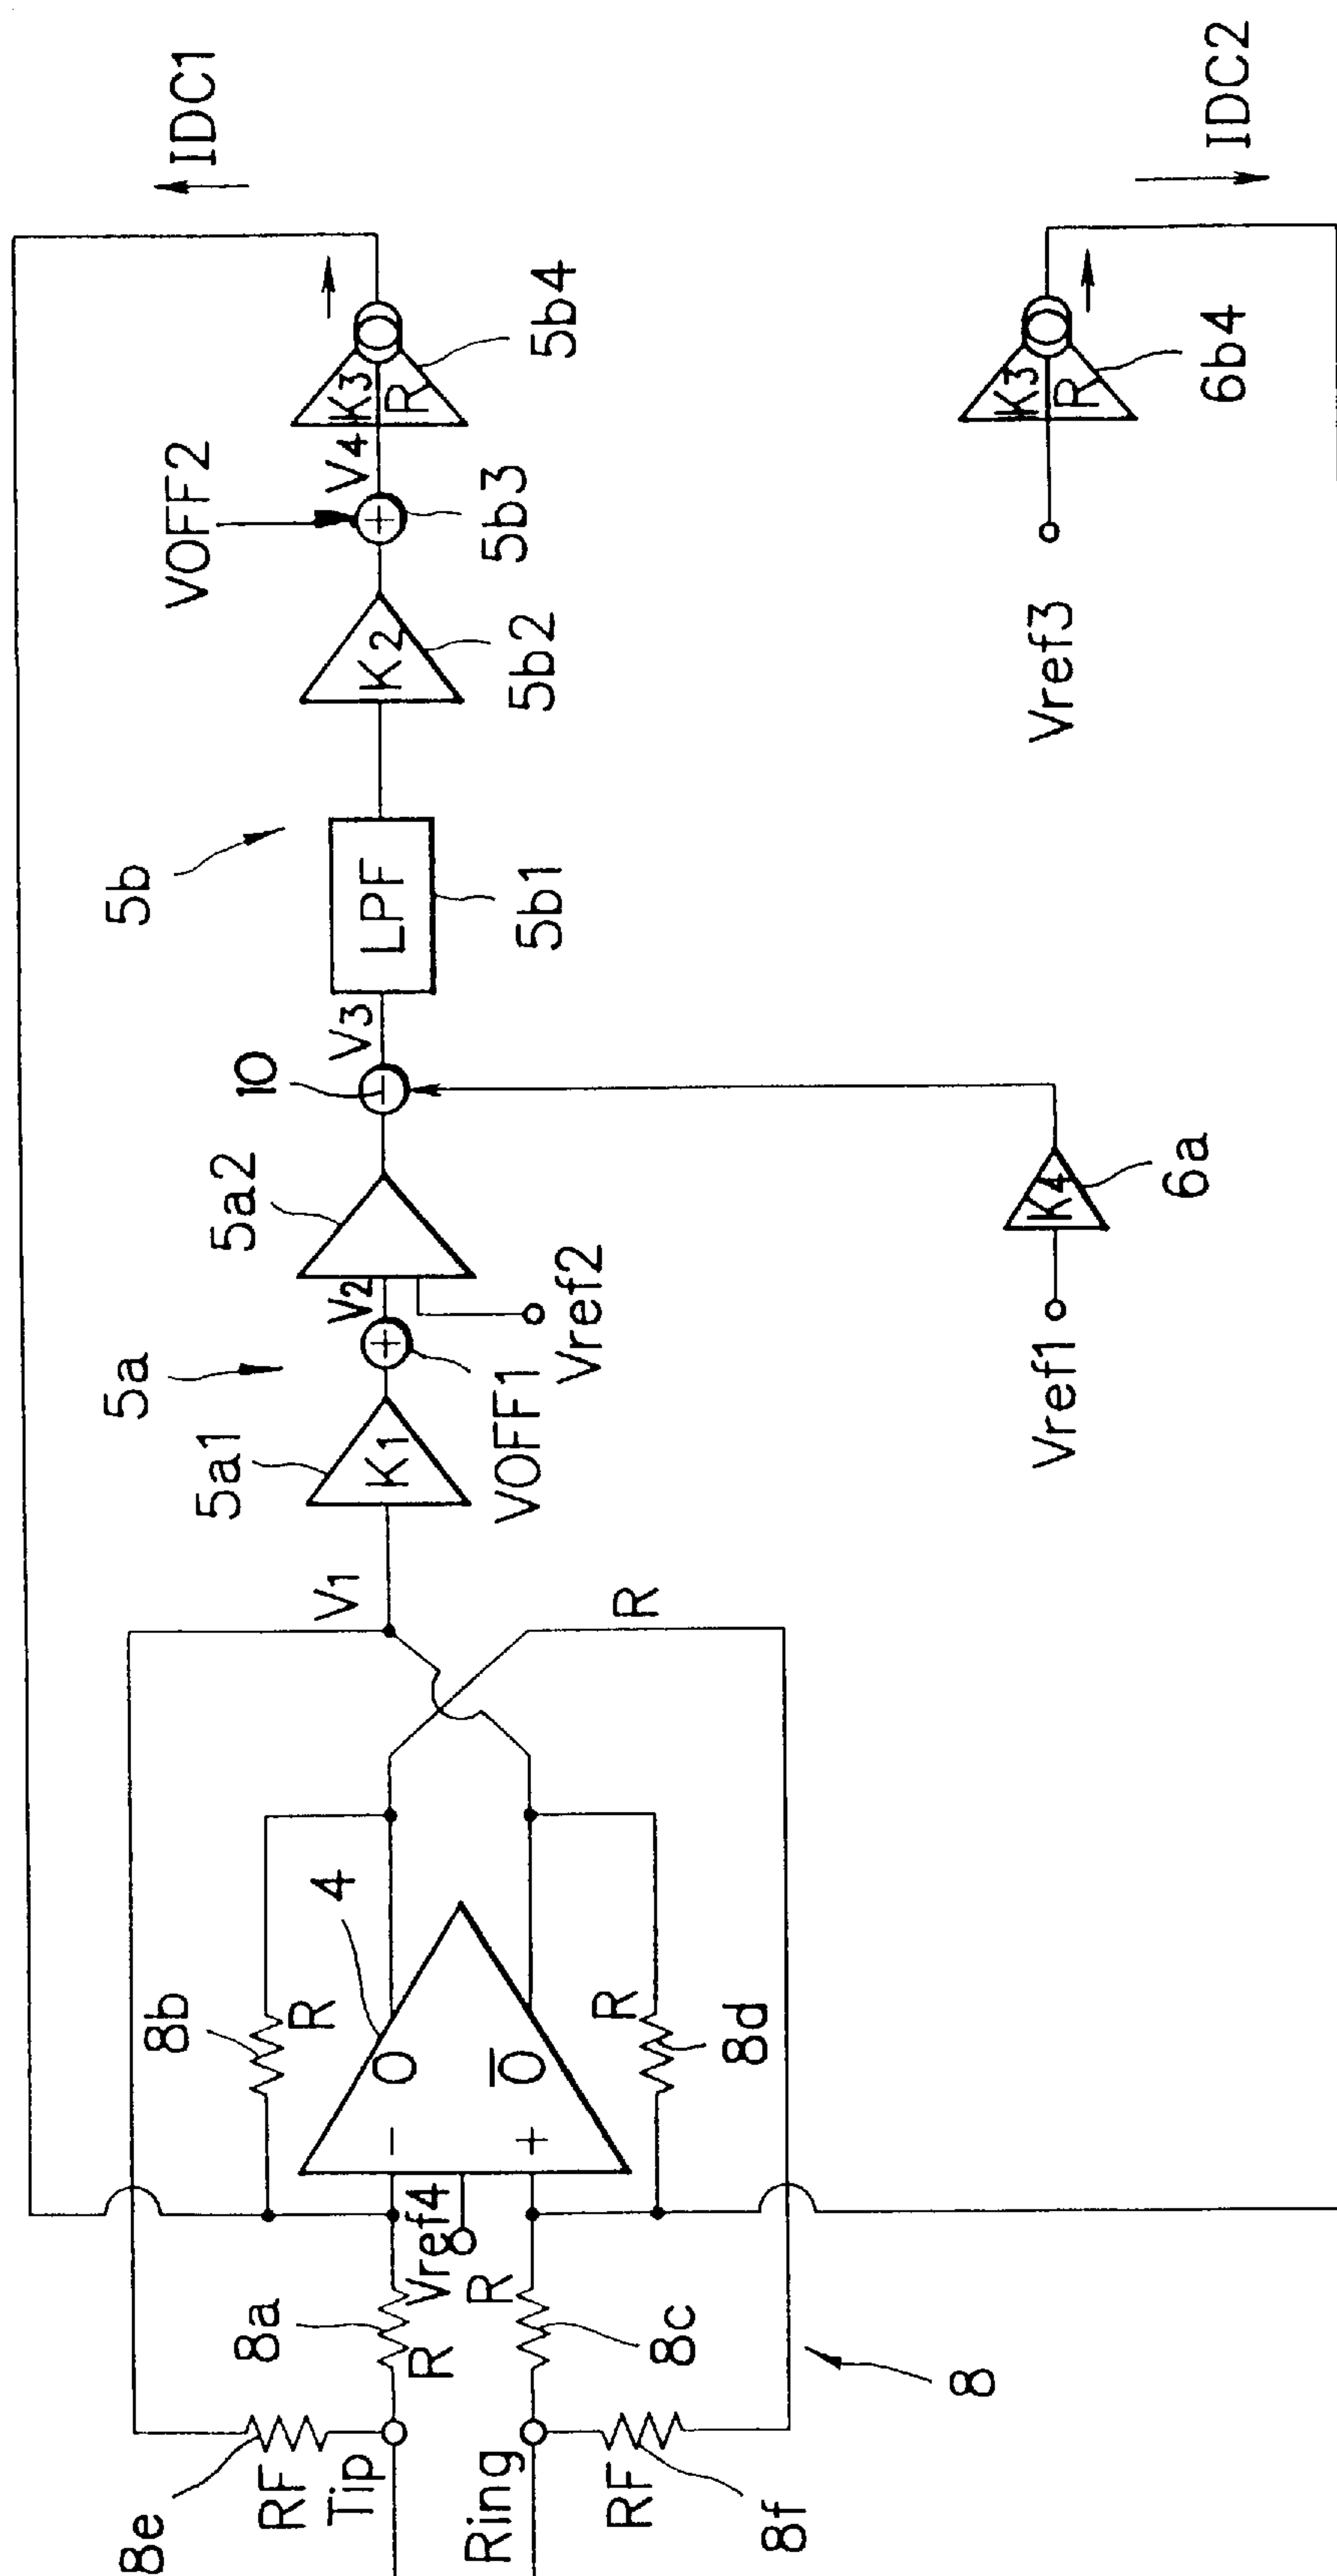 IDC1
IDC2
VOFF2
5b4
K3
R
V4
5b3
K2
5b2
5b
LPF
5b1
V3
10
5a2
V2
Vref2
5a
5a1
K1
VOFF1
V1
R
K3
R
6b4
Vref3
K4
6a
Vref1
4
8b
R
O
O̅
R
8d
−
+
Vref4
8a
R
R
8c
8
8e
RF
Tip
Ring
RF
8f
+
+
−